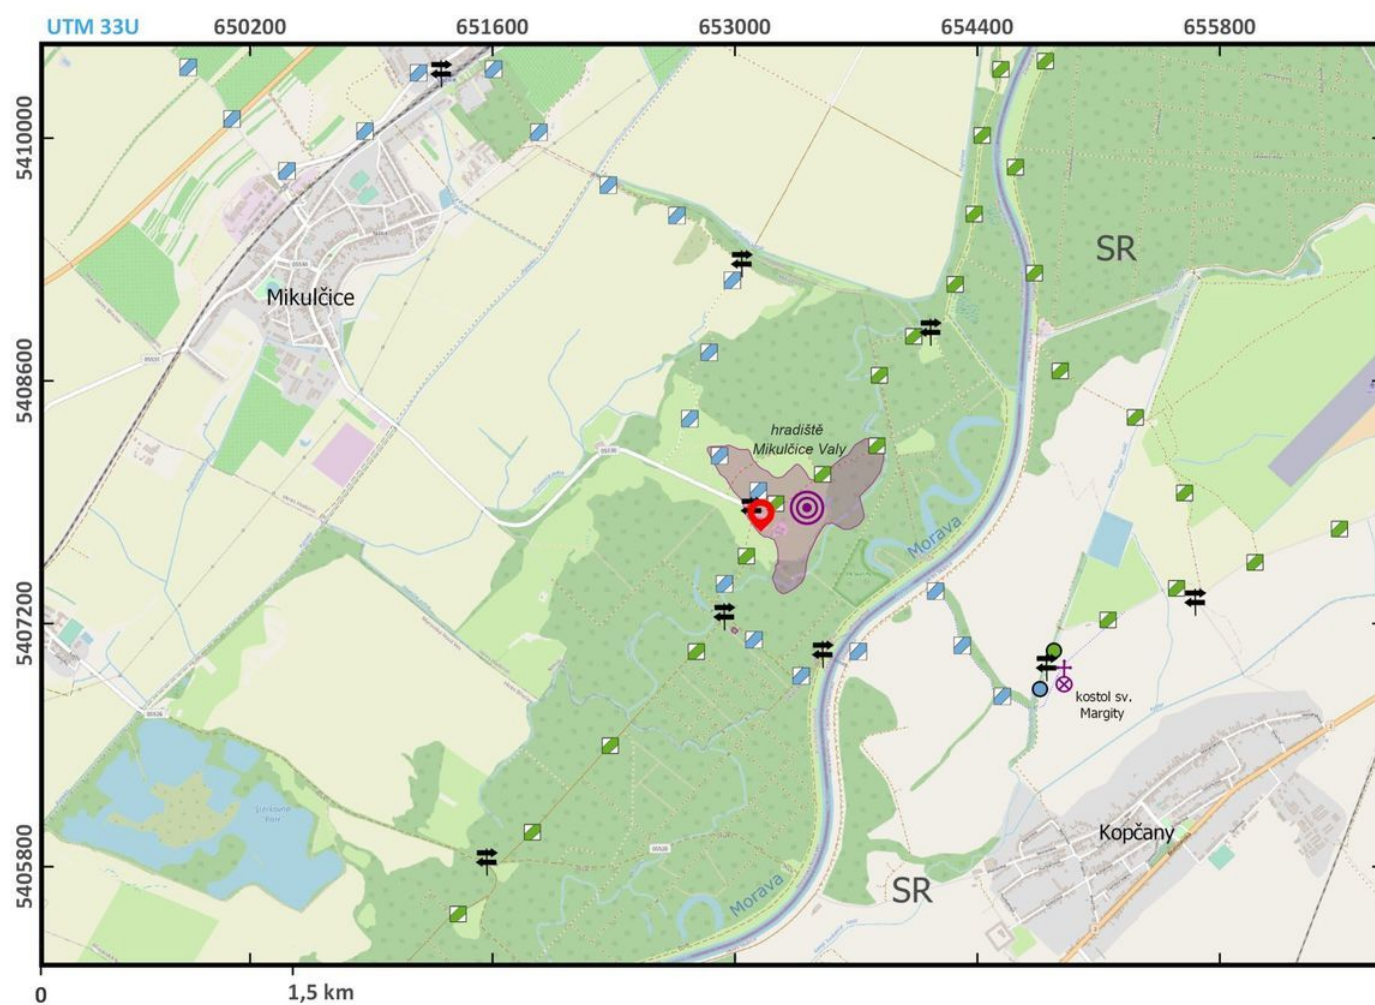 UTM 33U
650200
651600
653000
654400
655800
5410000
SR
Mikulčice
5408600
hradiště
Mikulčice Valy
Morava
5407200
kostol sv.
Margity
Kopčany
5405800
SR
Morava
0
1,5 km